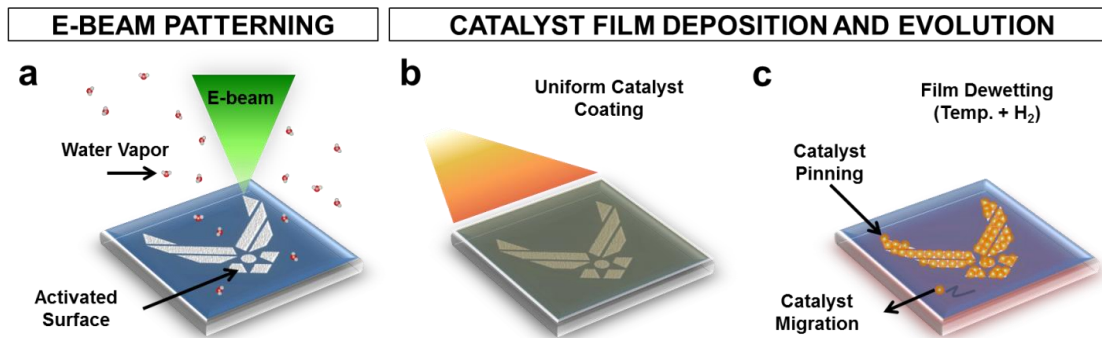 E-BEAM PATTERNING
CATALYST FILM DEPOSITION AND EVOLUTION
a
E-beam
Water Vapor
Activated
Surface
b
Uniform Catalyst
Coating
c
Film Dewetting
(Temp. + H₂)
Catalyst
Pinning
Catalyst
Migration